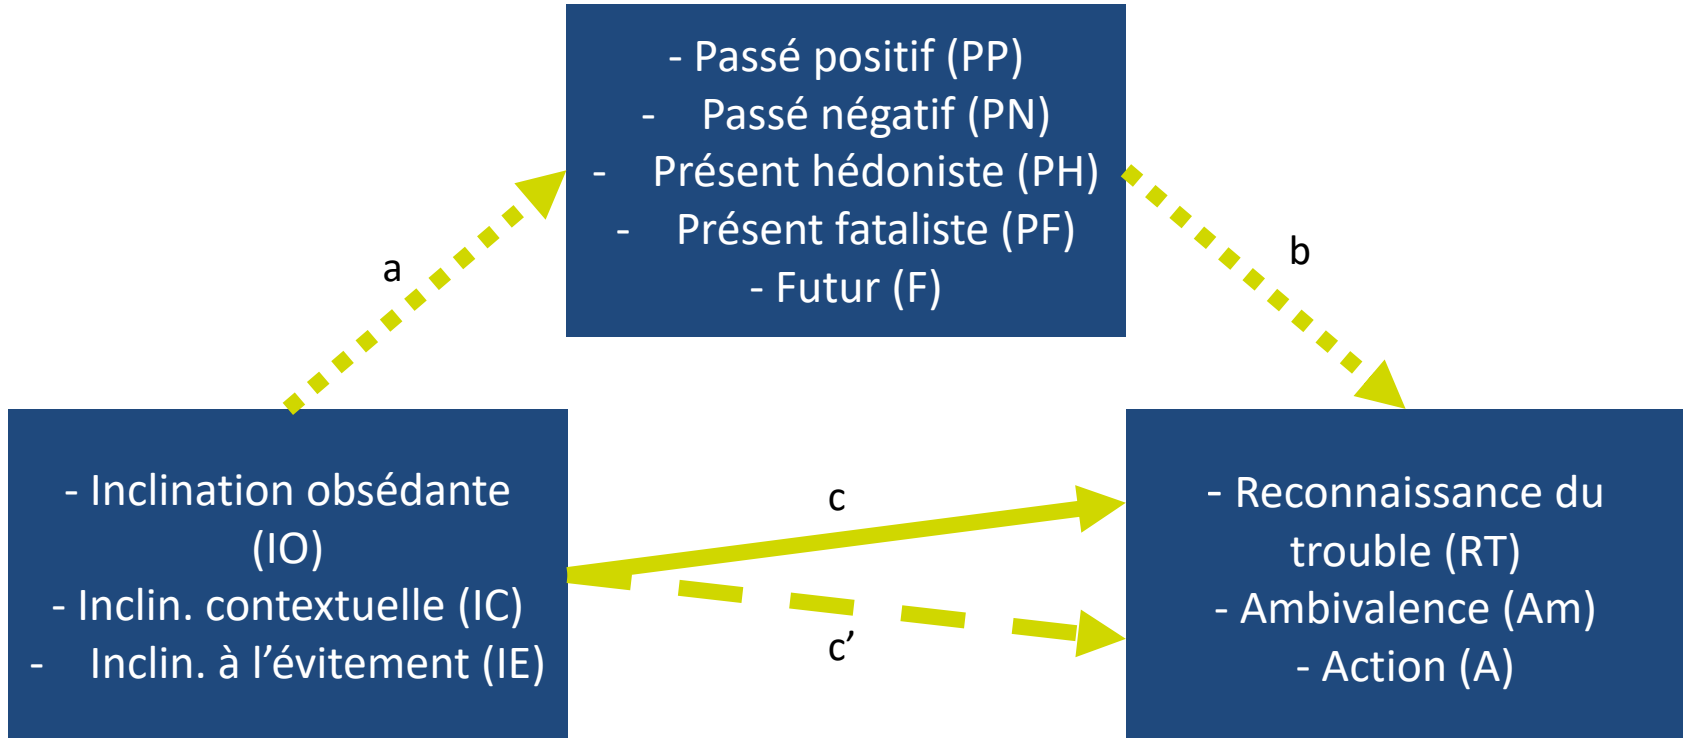 - Passé positif (PP)
- Passé négatif (PN)
- Présent hédoniste (PH)
- Présent fataliste (PF)
- Futur (F)
a
b
- Inclination obsédante
(IO)
- Inclin. contextuelle (IC)
- Inclin. à l’évitement (IE)
c
c’
- Reconnaissance du
trouble (RT)
- Ambivalence (Am)
- Action (A)